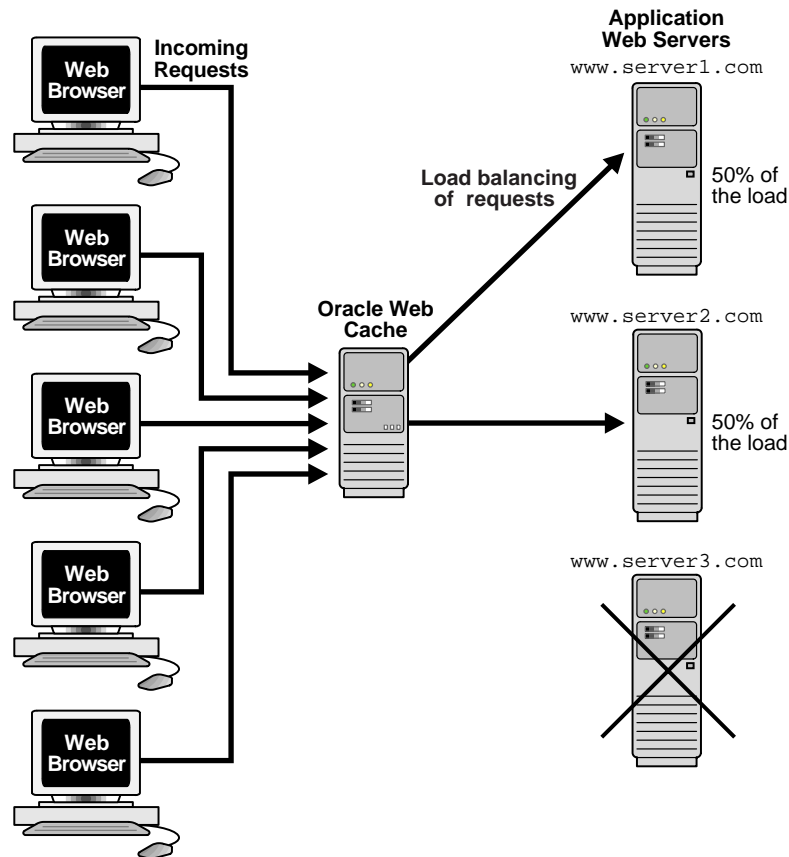 Application
Web Servers
Incoming
Requests
www.server1.com
Web
Browser
Load balancing
of requests
50% of
the load
Web
Browser
Oracle Web
Cache
www.server2.com
Web
Browser
50% of
the load
Web
Browser
www.server3.com
Web
Browser